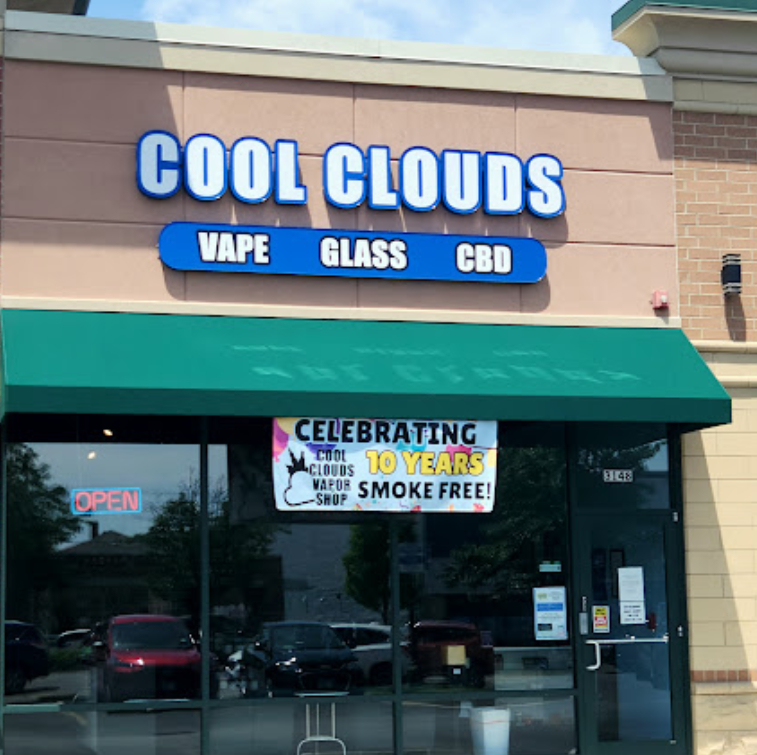 COOL CLOUDS
VAPE GLASS CBD
CELEBRATING
COOL
CLOUDS
VAPOR
SHOP
10 YEARS
SMOKE FREE!
OPEN
3148